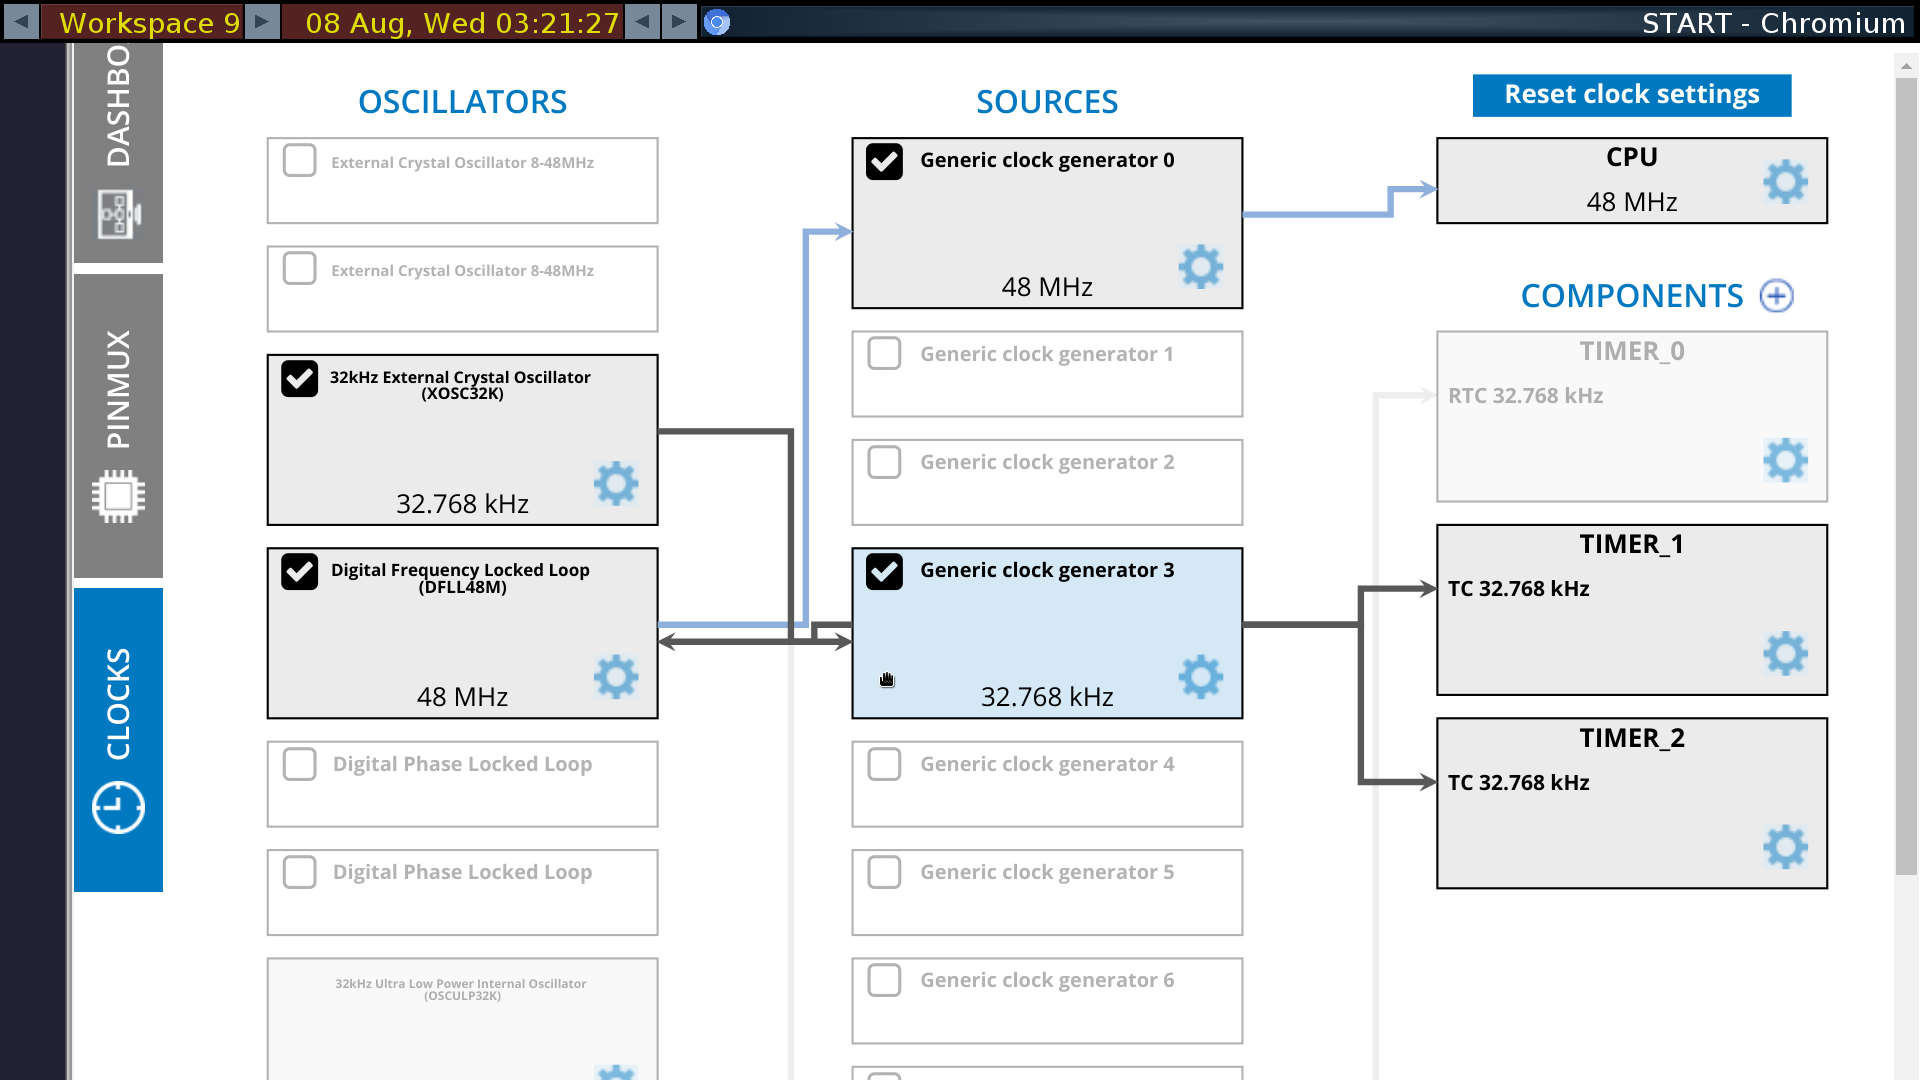 Workspace 9
08 Aug, Wed 03:21:27
START - Chromium
DASHBO
PINMUX
CLOCKS
OSCILLATORS
External Crystal Oscillator 8-48MHz
External Crystal Oscillator 8-48MHz
32kHz External Crystal Oscillator
(XOSC32K)
32.768 kHz
Digital Frequency Locked Loop
(DFLL48M)
48 MHz
Digital Phase Locked Loop
Digital Phase Locked Loop
32kHz Ultra Low Power Internal Oscillator
(OSCULP32K)
SOURCES
Generic clock generator 0
48 MHz
Generic clock generator 1
Generic clock generator 2
Generic clock generator 3
32.768 kHz
Generic clock generator 4
Generic clock generator 5
Generic clock generator 6
Reset clock settings
CPU
48 MHz
COMPONENTS
TIMER_0
RTC 32.768 kHz
TIMER_1
TC 32.768 kHz
TIMER_2
TC 32.768 kHz